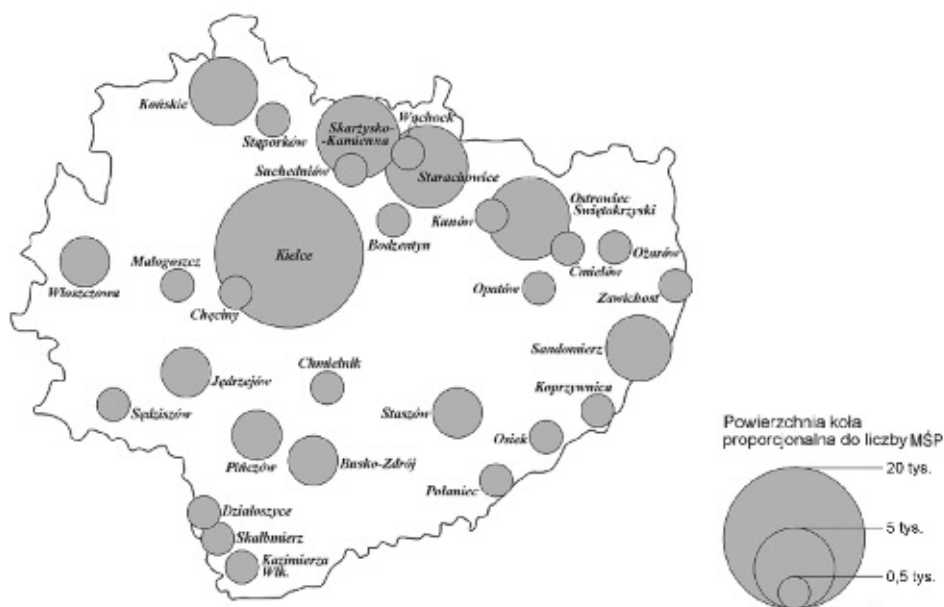 Końskie
Stąporków
Skarżysko-
-Kamienna
Wąchock
Suchedniów
Starachowice
Kunów
Ostrowiec
Świętokrzyski
Bodzentyn
Kielce
Małogoszcz
Włoszczowa
Chęciny
Ożarów
Ćmielów
Opatów
Zawichost
Sandomierz
Koprzywnica
Chmielnik
Jędrzejów
Sędziszów
Staszów
Osiek
Pińczów
Busko-Zdrój
Połaniec
Działoszyce
Skalbmierz
Kazimierza
Wlk.
Powierzchnia koła
proporcjonalna do liczby MŚP
20 tys.
5 tys.
0,5 tys.